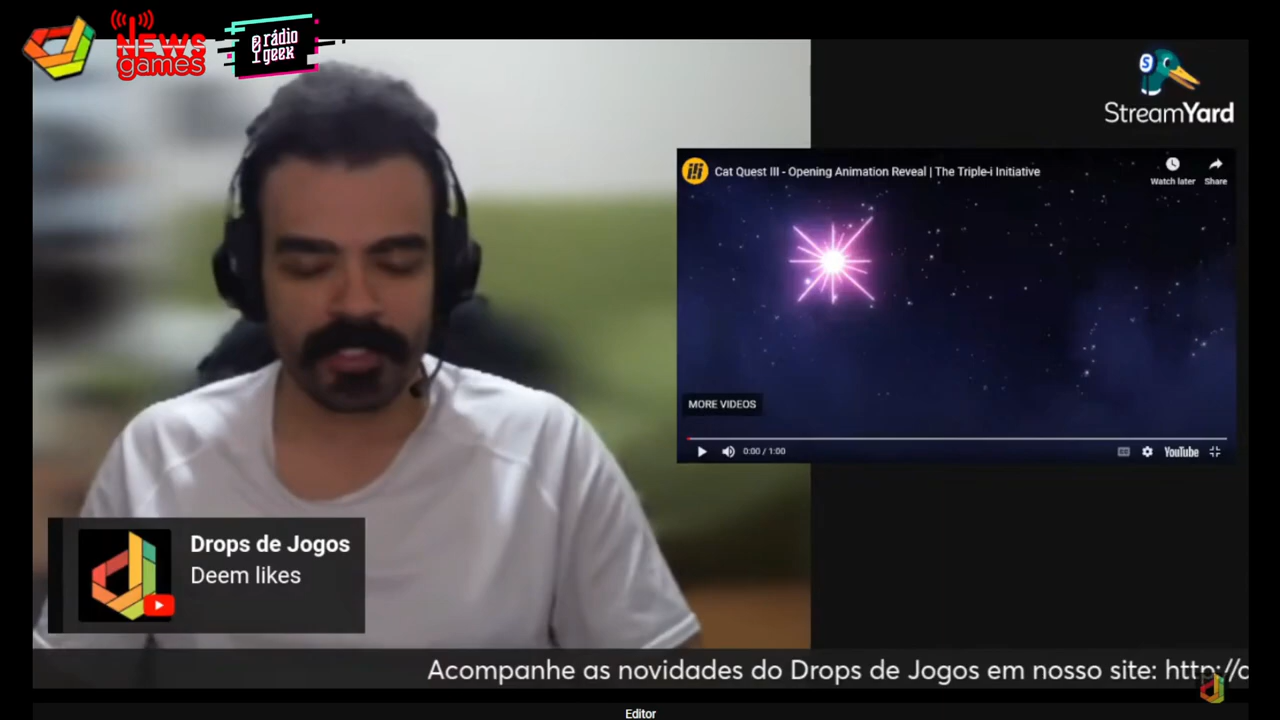 NEWS
games
rádio
geek
S
StreamYard
Cat Quest III - Opening Animation Reveal | The Triple-i Initiative
Watch later
Share
MORE VIDEOS
0:00 / 1:00
CC
YouTube
Drops de Jogos
Deem likes
Acompanhe as novidades do Drops de Jogos em nosso site: http://d
Editor